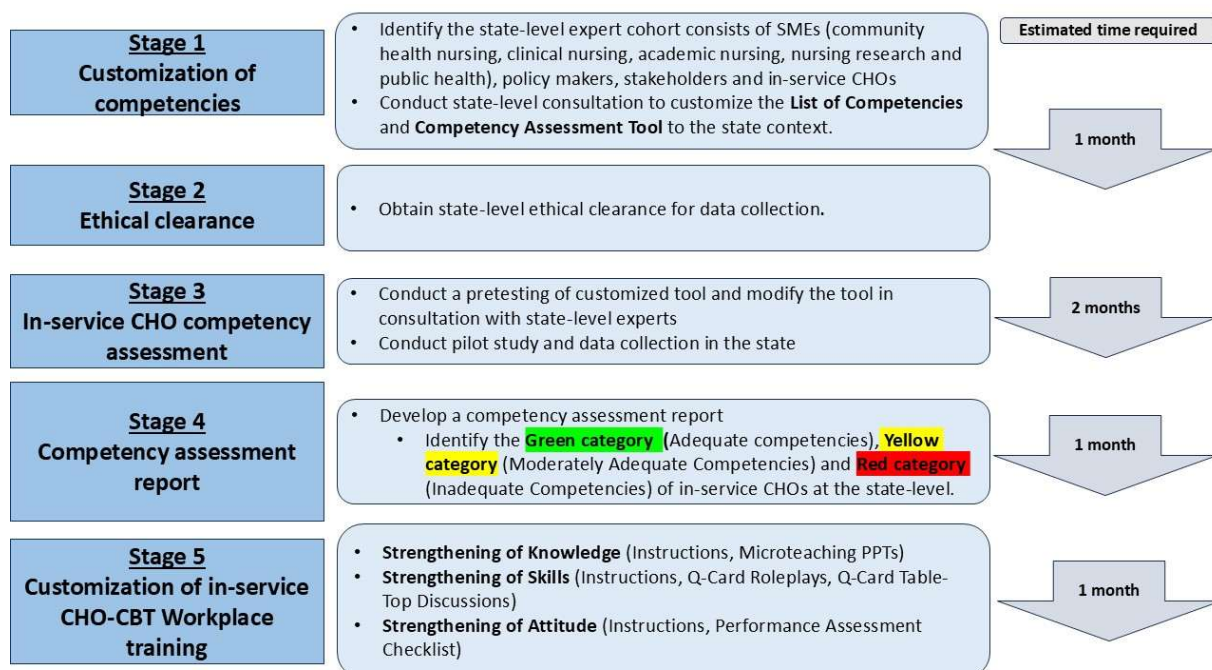 Stage 1
Customization of
competencies
• Identify the state-level expert cohort consists of SMEs (community
health nursing, clinical nursing, academic nursing, nursing research and
public health), policy makers, stakeholders and in-service CHOs
• Conduct state-level consultation to customize the List of Competencies
and Competency Assessment Tool to the state context.
Estimated time required
1 month
Stage 2
Ethical clearance
• Obtain state-level ethical clearance for data collection.
Stage 3
In-service CHO competency
assessment
• Conduct a pretesting of customized tool and modify the tool in
consultation with state-level experts
• Conduct pilot study and data collection in the state
2 months
Stage 4
Competency assessment
report
• Develop a competency assessment report
• Identify the Green category (Adequate competencies), Yellow
category (Moderately Adequate Competencies) and Red category
(Inadequate Competencies) of in-service CHOs at the state-level.
1 month
Stage 5
Customization of in-service
CHO-CBT Workplace
training
• Strengthening of Knowledge (Instructions, Microteaching PPTs)
• Strengthening of Skills (Instructions, Q-Card Roleplays, Q-Card Table-
Top Discussions)
• Strengthening of Attitude (Instructions, Performance Assessment
Checklist)
1 month